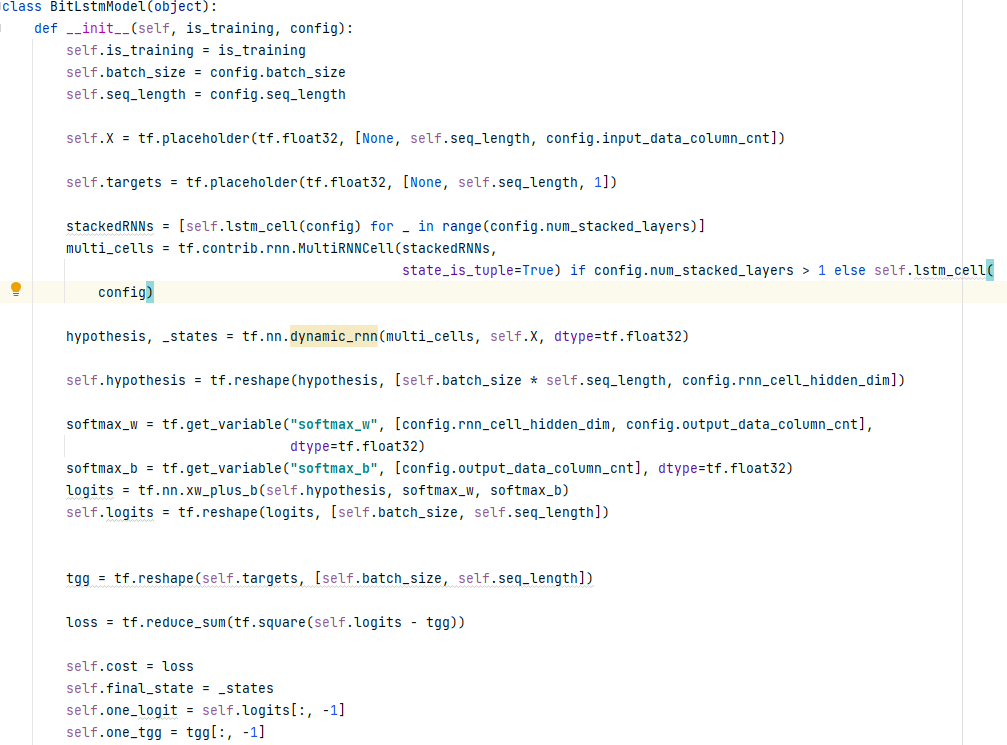 class BitLstmModel(object):
    def __init__(self, is_training, config):
        self.is_training = is_training
        self.batch_size = config.batch_size
        self.seq_length = config.seq_length
        self.X = tf.placeholder(tf.float32, [None, self.seq_length, config.input_data_column_cnt])
        self.targets = tf.placeholder(tf.float32, [None, self.seq_length, 1])
        stackedRNNs = [self.lstm_cell(config) for _ in range(config.num_stacked_layers)]
        multi_cells = tf.contrib.rnn.MultiRNNCell(stackedRNNs,
                                                  state_is_tuple=True) if config.num_stacked_layers > 1 else self.lstm_cell(
            config)
        hypothesis, _states = tf.nn.dynamic_rnn(multi_cells, self.X, dtype=tf.float32)
        self.hypothesis = tf.reshape(hypothesis, [self.batch_size * self.seq_length, config.rnn_cell_hidden_dim])
        softmax_w = tf.get_variable("softmax_w", [config.rnn_cell_hidden_dim, config.output_data_column_cnt],
                                    dtype=tf.float32)
        softmax_b = tf.get_variable("softmax_b", [config.output_data_column_cnt], dtype=tf.float32)
        logits = tf.nn.xw_plus_b(self.hypothesis, softmax_w, softmax_b)
        self.logits = tf.reshape(logits, [self.batch_size, self.seq_length])
        tgg = tf.reshape(self.targets, [self.batch_size, self.seq_length])
        loss = tf.reduce_sum(tf.square(self.logits - tgg))
        self.cost = loss
        self.final_state = _states
        self.one_logit = self.logits[:, -1]
        self.one_tgg = tgg[:, -1]